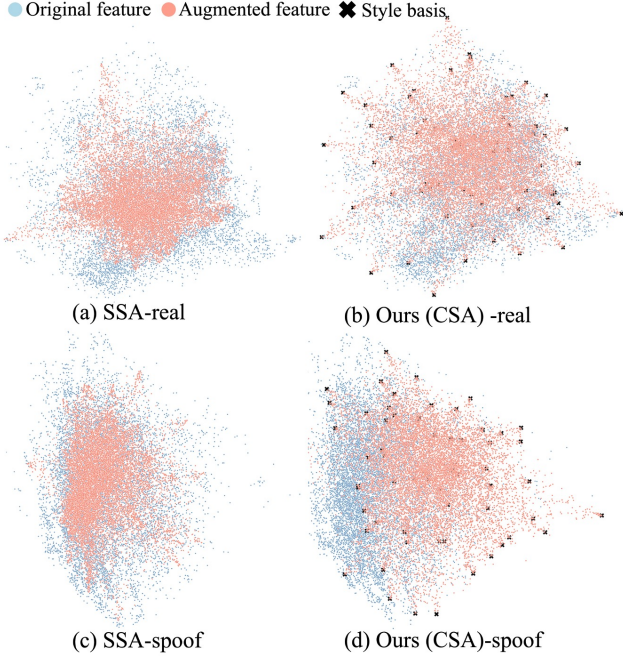 Original feature Augmented feature Style basis
(a) SSA-real
(b) Ours (CSA) -real
(c) SSA-spoof
(d) Ours (CSA)-spoof